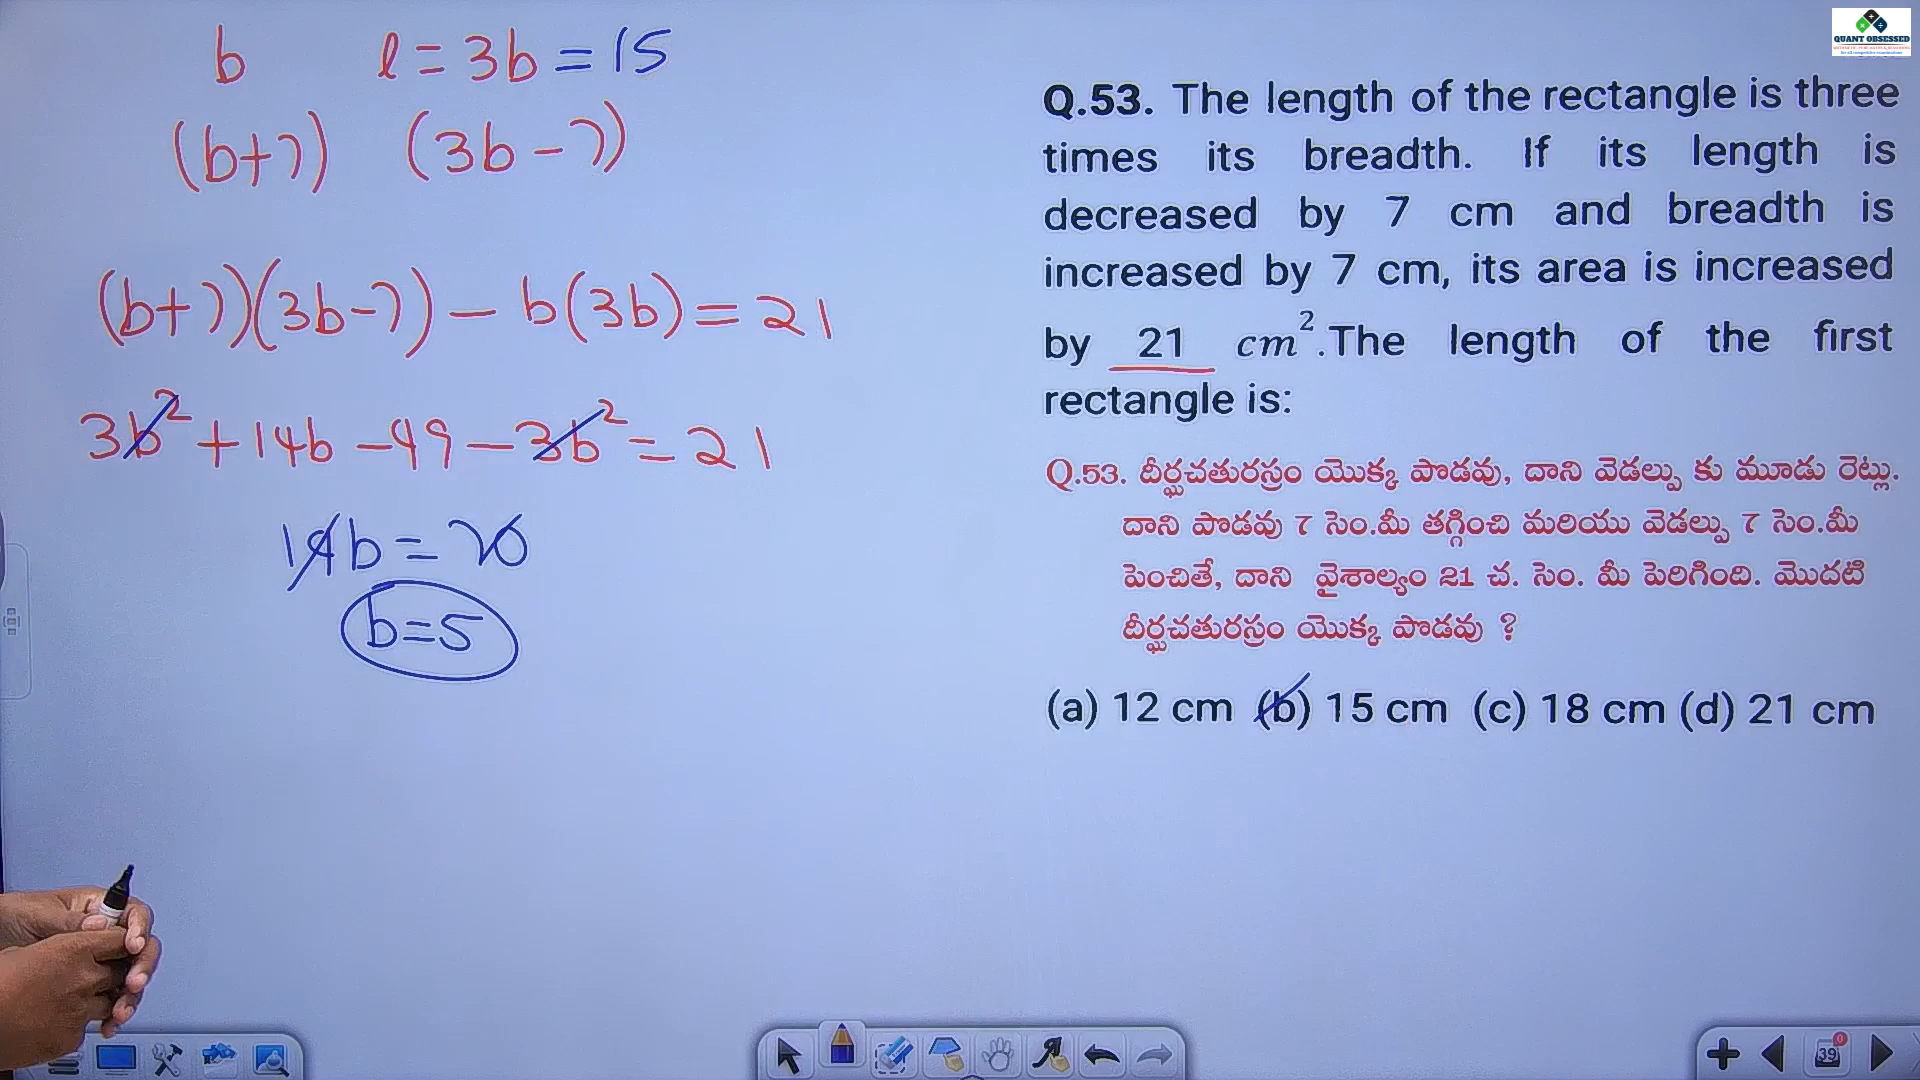 b l = 3b = 15
(b+7) (3b-7)
(b+7)(3b-7) - b(3b) = 21
3b² + 14b - 49 - 3b² = 21
14b = 70
b=5
QUANT OBSESSED
Q.53. The length of the rectangle is three
times its breadth. If its length is
decreased by 7 cm and breadth is
increased by 7 cm, its area is increased
by 21 cm².The length of the first
rectangle is:
Q.53. దీర్ఘచతురస్రం యొక్క పొడవు, దాని వెడల్పు కు మూడు రెట్లు.
దాని పొడవు 7 సెం.మీ తగ్గించి మరియు వెడల్పు 7 సెం.మీ
పెంచితే, దాని వైశాల్యం 21 చ. సెం. మీ పెరిగింది. మొదటి
దీర్ఘచతురస్రం యొక్క పొడవు ?
(a) 12 cm (b) 15 cm (c) 18 cm (d) 21 cm
39
0